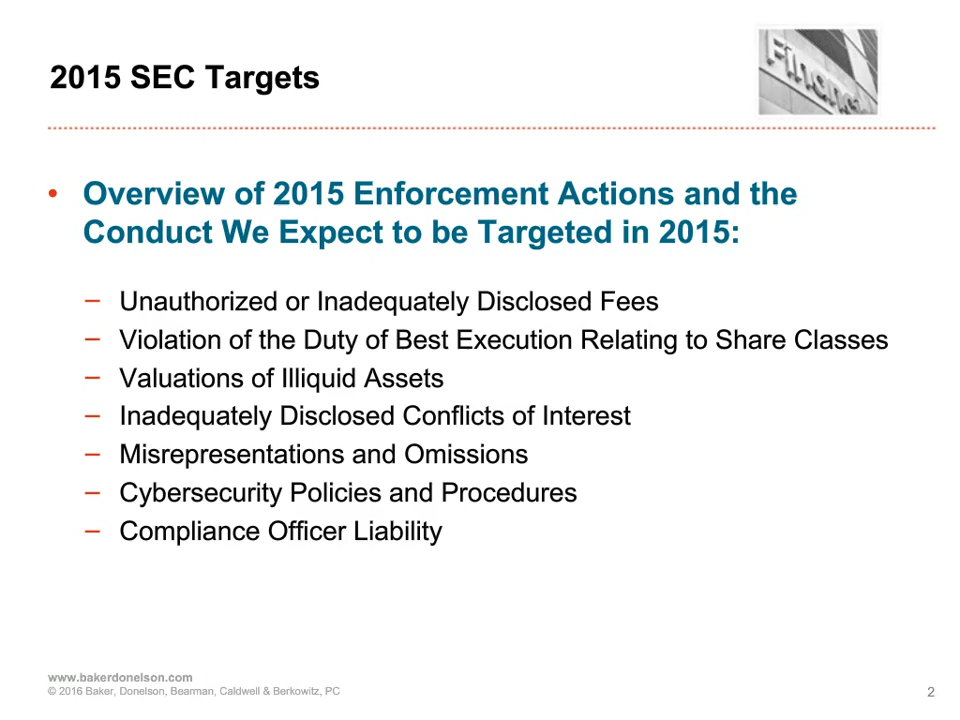 2015 SEC Targets
Financ
• Overview of 2015 Enforcement Actions and the
Conduct We Expect to be Targeted in 2015:
– Unauthorized or Inadequately Disclosed Fees
– Violation of the Duty of Best Execution Relating to Share Classes
– Valuations of Illiquid Assets
– Inadequately Disclosed Conflicts of Interest
– Misrepresentations and Omissions
– Cybersecurity Policies and Procedures
– Compliance Officer Liability
www.bakerdonelson.com
© 2016 Baker, Donelson, Bearman, Caldwell & Berkowitz, PC
2